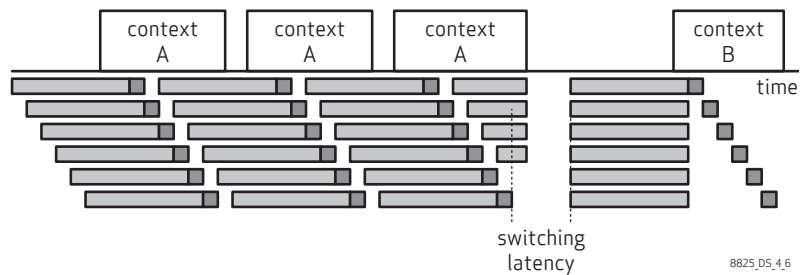 context
A
context
A
context
A
context
B
time
switching
latency
8825_DS_4_6